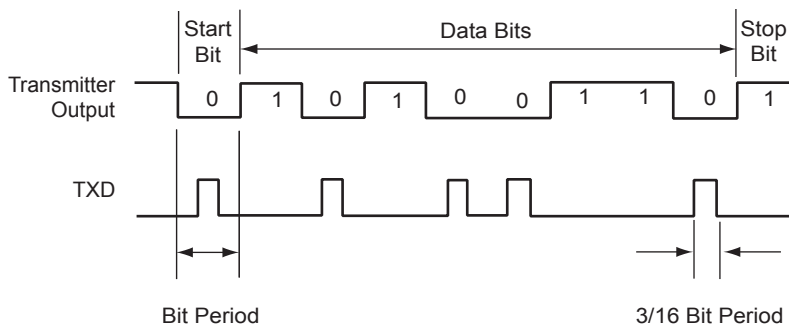 Start
Bit
Data Bits
Stop
Bit
Transmitter
Output
0 1 0 1 0 0 1 1 0 1
TXD
Bit Period
3/16 Bit Period